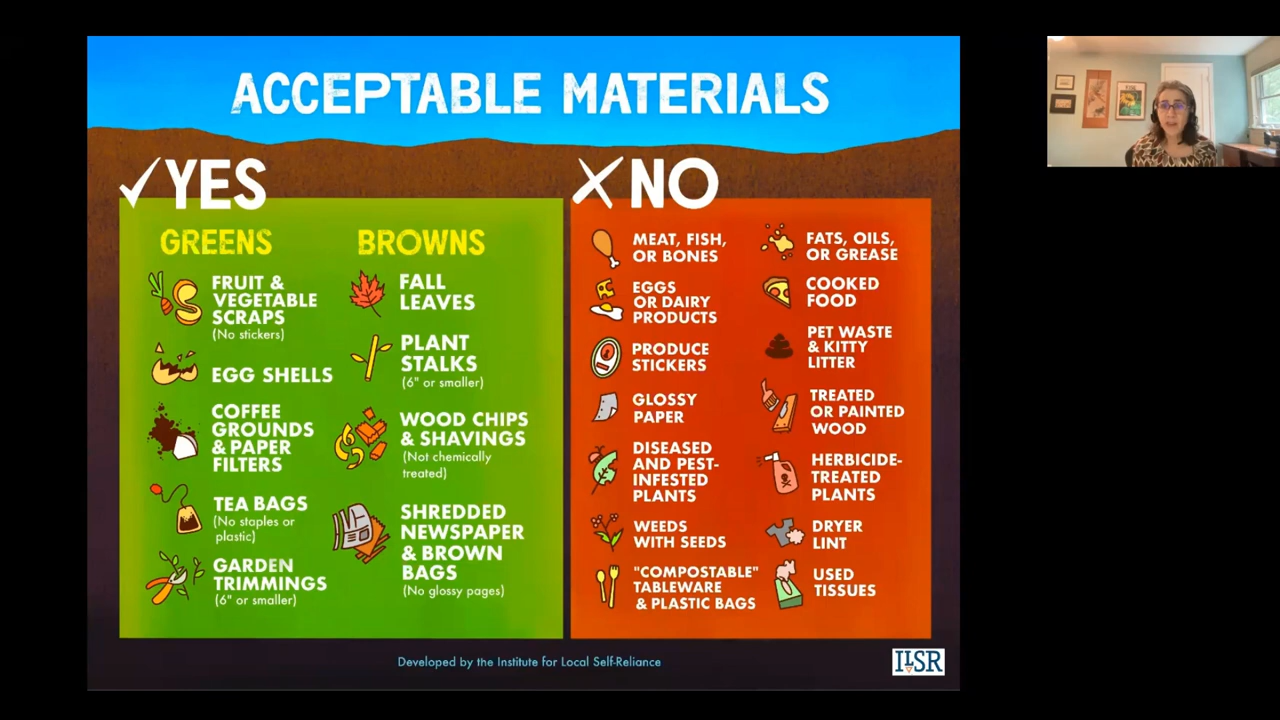 ACCEPTABLE MATERIALS
✓YES
GREENS
FRUIT &
VEGETABLE
SCRAPS
(No stickers)
EGG SHELLS
COFFEE
GROUNDS
& PAPER
FILTERS
TEA BAGS
(No staples or
plastic)
GARDEN
TRIMMINGS
(6" or smaller)
BROWNS
FALL
LEAVES
PLANT
STALKS
(6" or smaller)
WOOD CHIPS
& SHAVINGS
(Not chemically
treated)
SHREDDED
NEWSPAPER
& BROWN
BAGS
(No glossy pages)
XNO
MEAT, FISH,
OR BONES
EGGS
OR DAIRY
PRODUCTS
PRODUCE
STICKERS
GLOSSY
PAPER
DISEASED
AND PEST-
INFESTED
PLANTS
WEEDS
WITH SEEDS
"COMPOSTABLE"
TABLEWARE
& PLASTIC BAGS
FATS, OILS,
OR GREASE
COOKED
FOOD
PET WASTE
& KITTY
LITTER
TREATED
OR PAINTED
WOOD
HERBICIDE-
TREATED
PLANTS
DRYER
LINT
USED
TISSUES
Developed by the Institute for Local Self-Reliance
ILSR